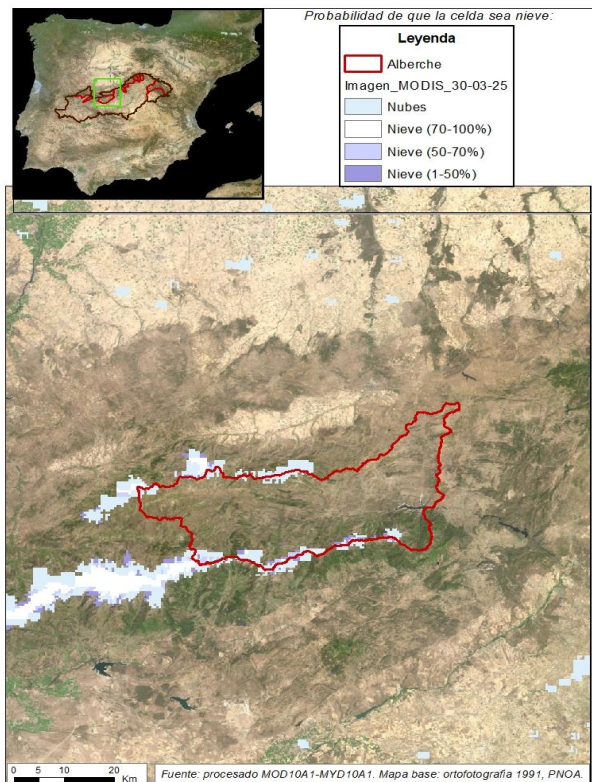 Probabilidad de que la celda sea nieve:
Leyenda
Alberche
Imagen_MODIS_30-03-25
Nubes
Nieve (70-100%)
Nieve (50-70%)
Nieve (1-50%)
0 5 10 20
Km
Fuente: procesado MOD10A1-MYD10A1. Mapa base: ortofotografía 1991, PNOA.